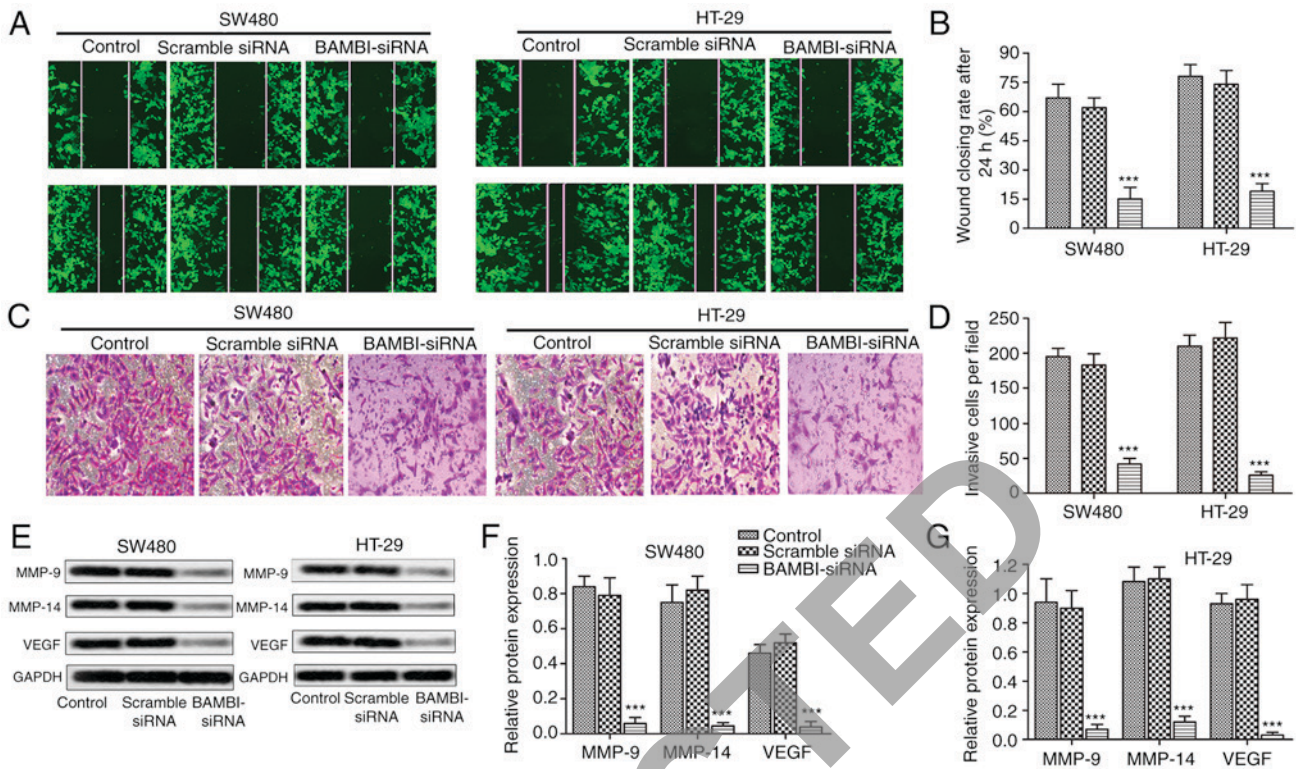 A
SW480
Control Scramble siRNA BAMBI-siRNA
HT-29
Control Scramble siRNA BAMBI-siRNA
B
Wound closing rate after
24 h (%)
90
75
60
45
30
15
0
***
***
SW480 HT-29
C
SW480
Control Scramble siRNA BAMBI-siRNA
HT-29
Control Scramble siRNA BAMBI-siRNA
D
Invasive cells per field
250
200
150
100
50
0
***
***
SW480 HT-29
E
SW480
MMP-9
MMP-14
VEGF
GAPDH
Control Scramble BAMBI-
siRNA siRNA
HT-29
MMP-9
MMP-14
VEGF
GAPDH
Control Scramble BAMBI-
siRNA siRNA
F
SW480
Control
Scramble siRNA
BAMBI-siRNA
Relative protein expression
1.0
0.8
0.6
0.4
0.2
0.0
***
***
***
MMP-9 MMP-14 VEGF
G
HT-29
Relative protein expression
1.2
1.0
0.8
0.6
0.4
0.2
0.0
***
***
***
MMP-9 MMP-14 VEGF
CTED